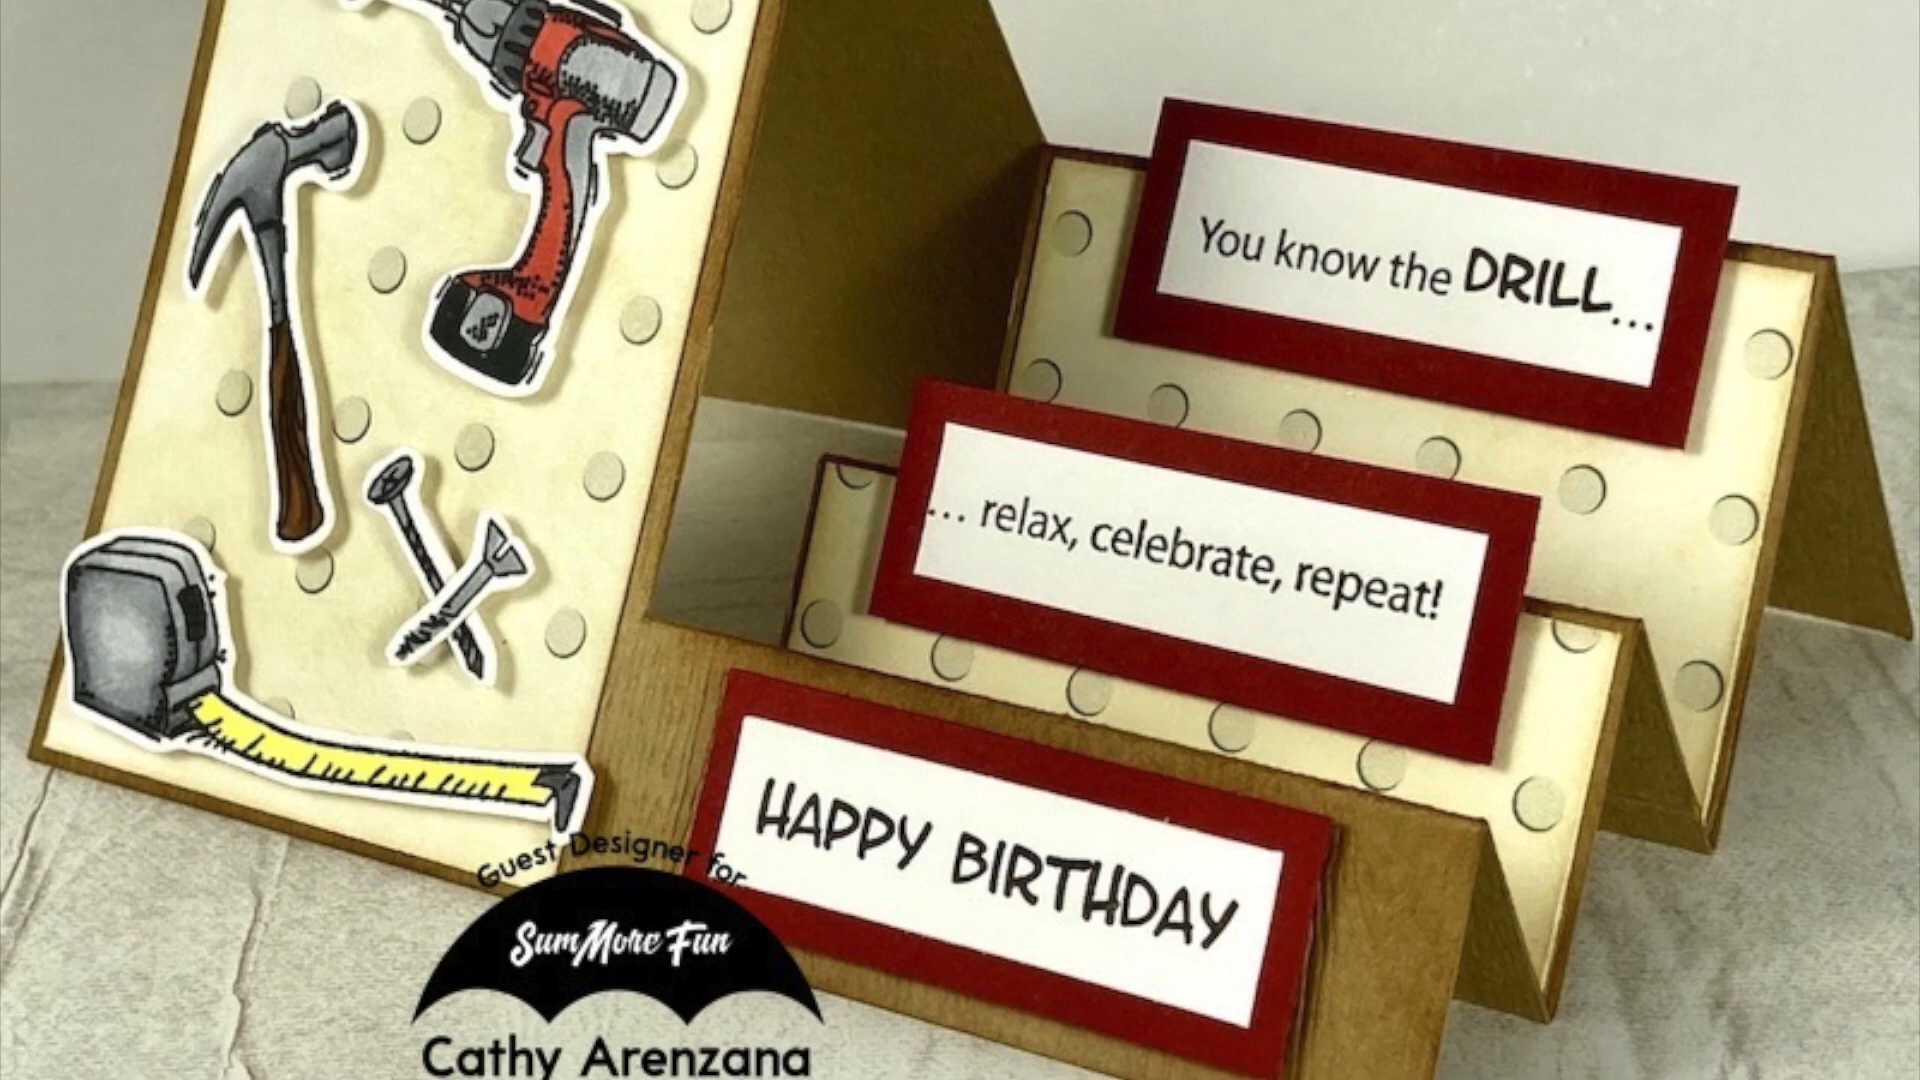 You know the DRILL...
... relax, celebrate, repeat!
HAPPY BIRTHDAY
Guest Designer for
SumMore Fun
Cathy Arenzana